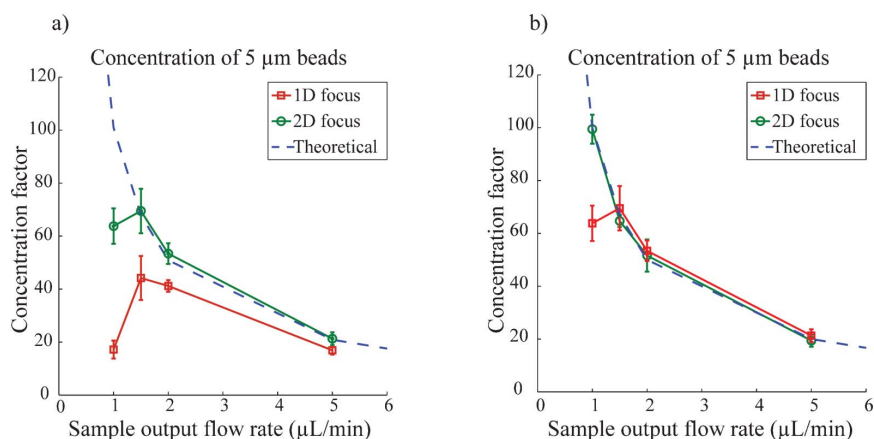 a)
Concentration of 5 µm beads
120
100
80
60
40
20
0
Concentration factor
1D focus
2D focus
Theoretical
0 1 2 3 4 5 6
Sample output flow rate (µL/min)
b)
Concentration of 5 µm beads
120
100
80
60
40
20
0
Concentration factor
1D focus
2D focus
Theoretical
0 1 2 3 4 5 6
Sample output flow rate (µL/min)